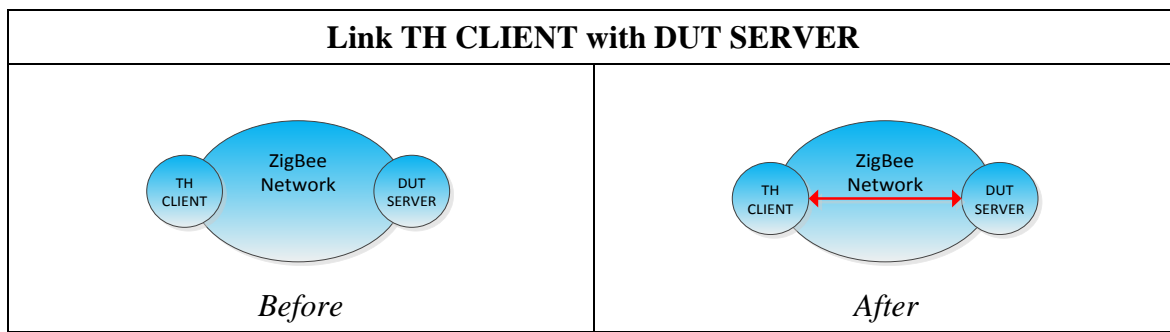 Link TH CLIENT with DUT SERVER
ZigBee
Network
TH
CLIENT
DUT
SERVER
Before
ZigBee
Network
TH
CLIENT
DUT
SERVER
After